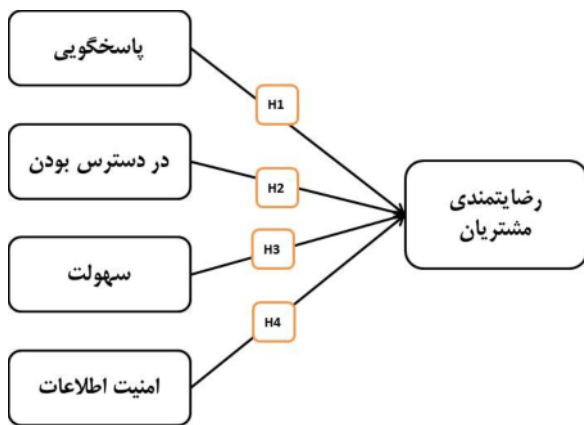 پاسخگویی
H1
در دسترس بودن
H2
رضایتمندی
مشتریان
سهولت
H3
H4
امنیت اطلاعات